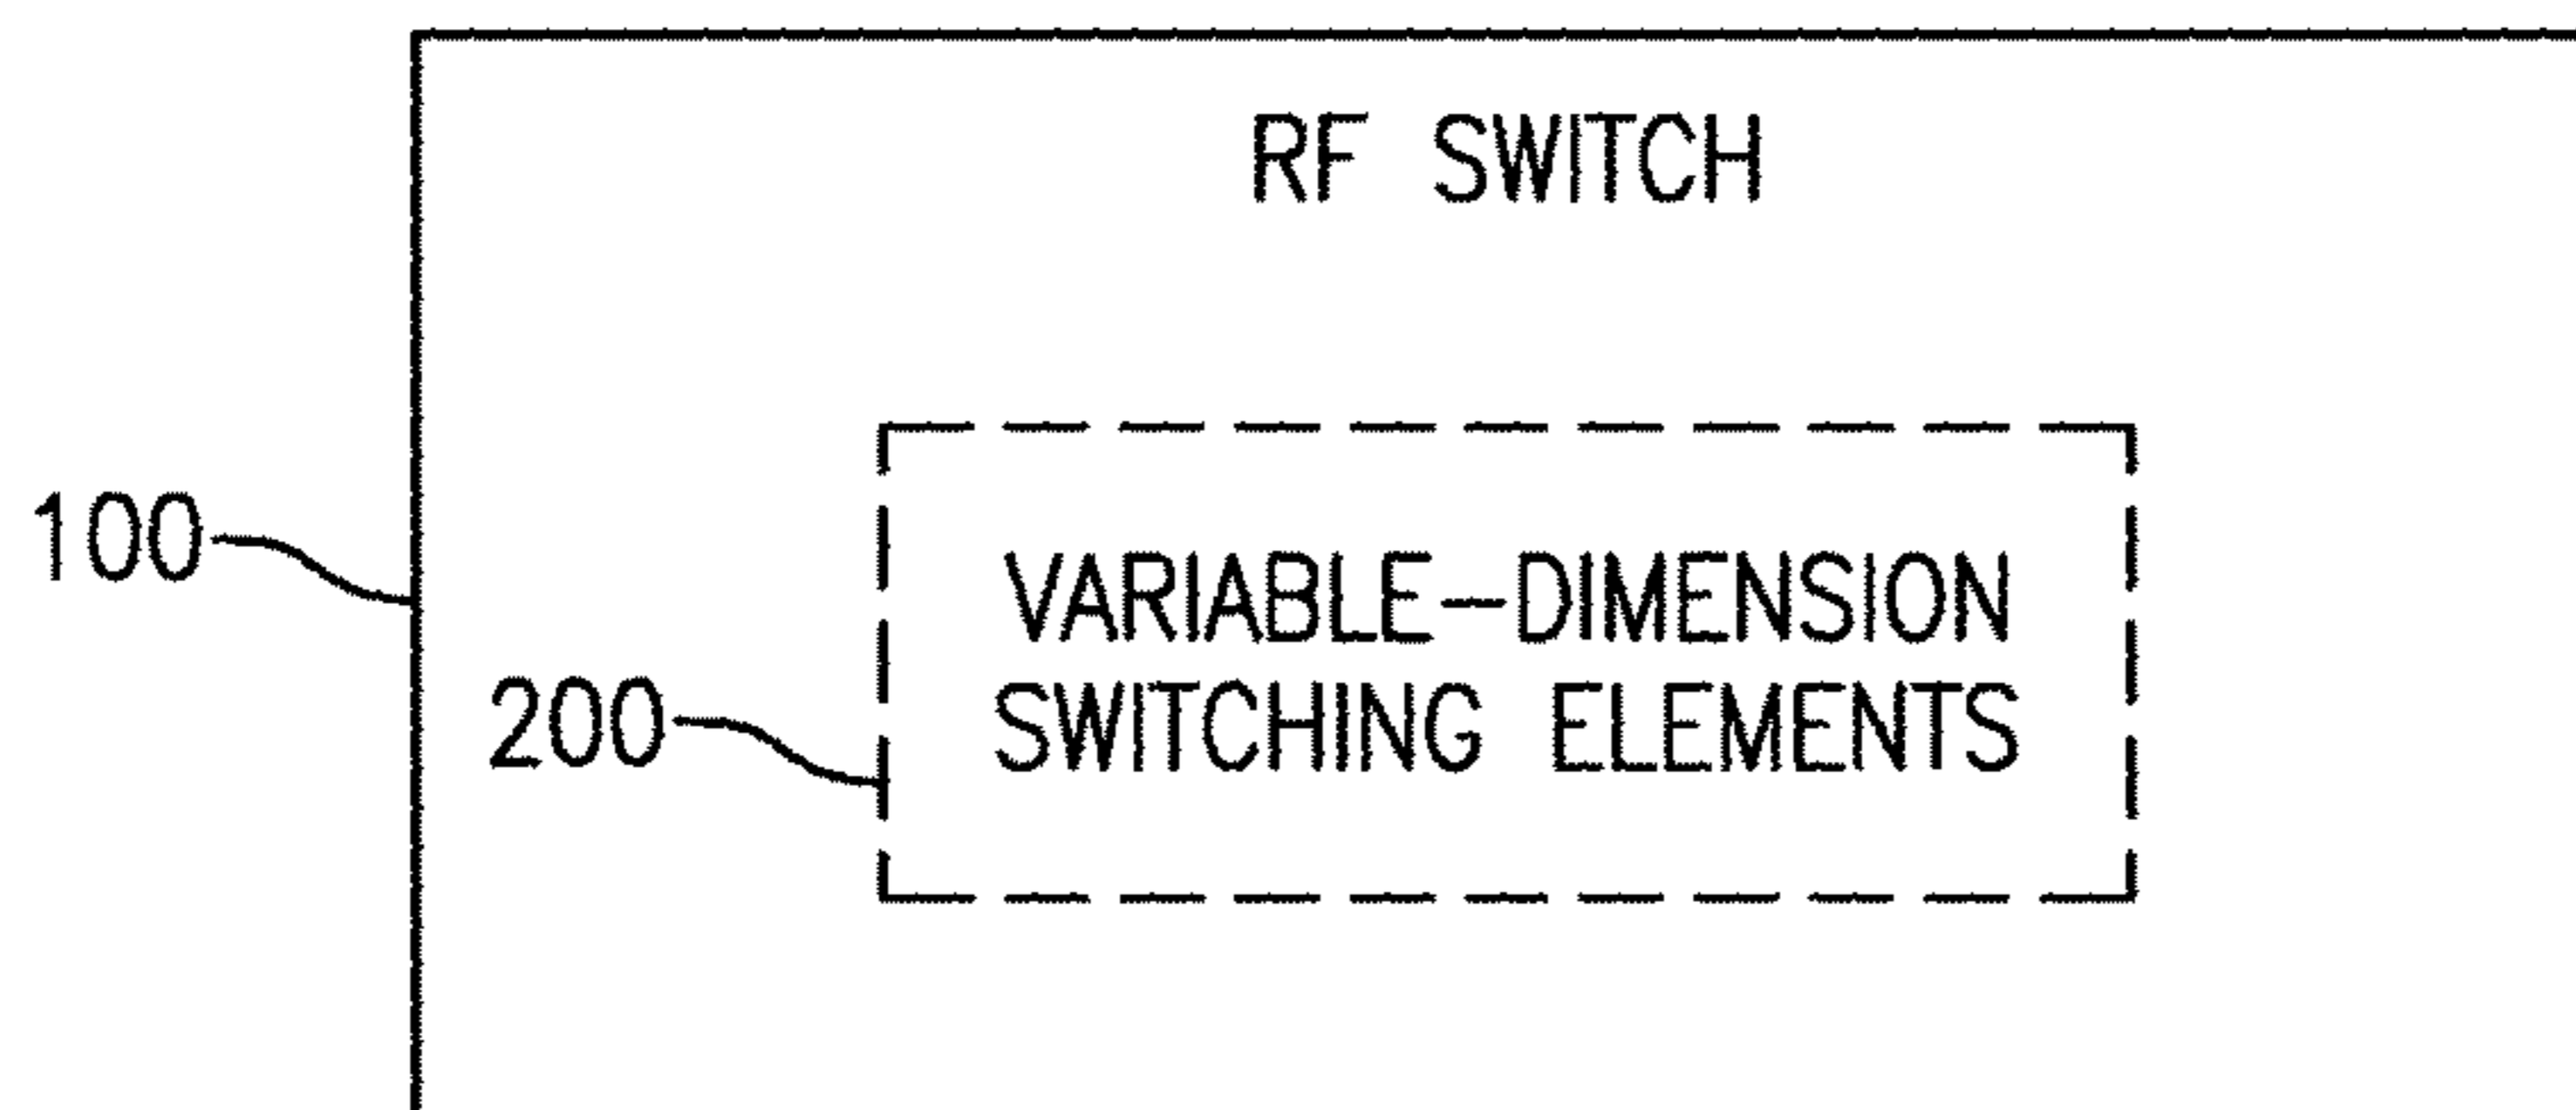 RF SWITCH
100
VARIABLE-DIMENSION
200
SWITCHING ELEMENTS